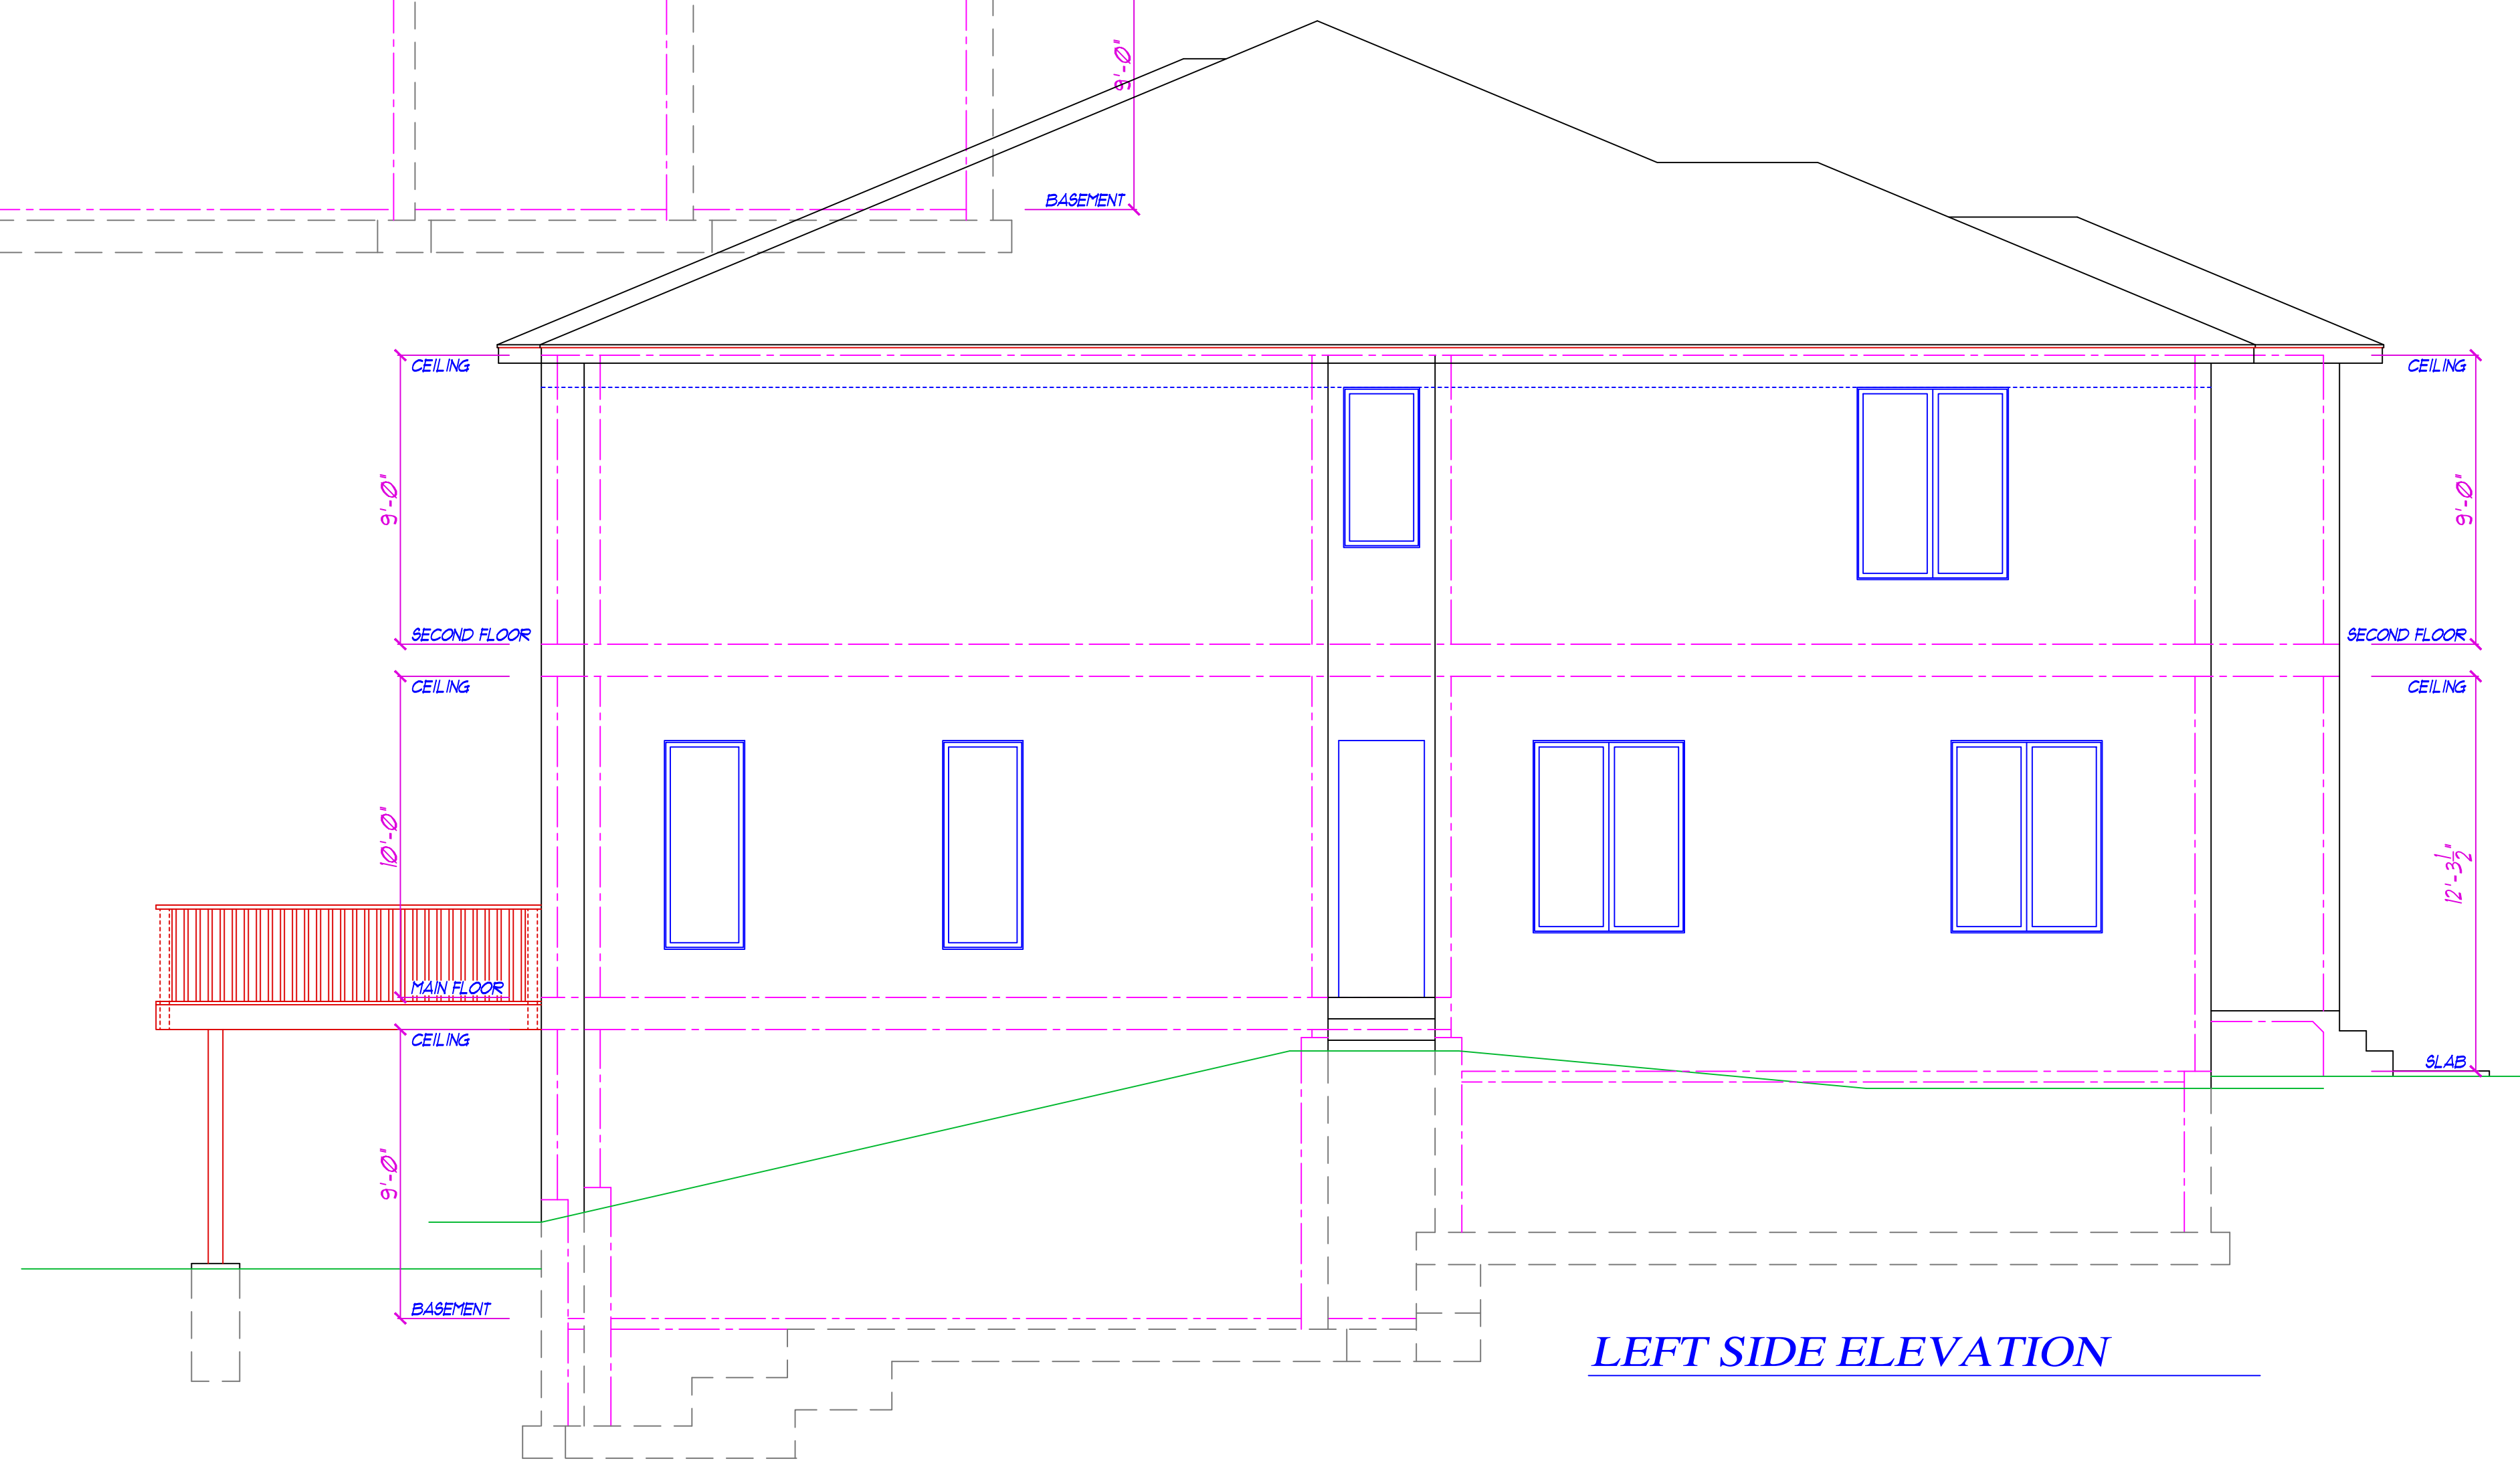 9'-0"
BASEMENT
CEILING
CEILING
9'-0"
9'-0"
SECOND FLOOR
SECOND FLOOR
CEILING
CEILING
10'-0"
12'-3 1/2"
MAIN FLOOR
CEILING
SLAB
9'-0"
BASEMENT
LEFT SIDE ELEVATION